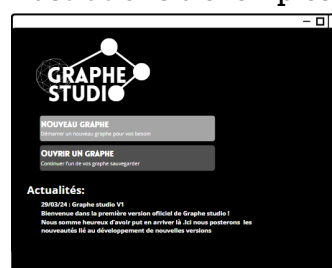 GRAPHE
STUDIO
NOUVEAU GRAPHE
Démarrer un nouveau graphe pour vos besoin
OUVRIR UN GRAPHE
Continuer l'un de vos graphe sauvegarder
Actualités:
29/03/24 : Graphe studio V1
Bienvenue dans la première version officiel de Graphe studio !
Nous somme heureux d'avoir put en arriver là .Ici nous posterons les
nouveautés lié au développement de nouvelles versions